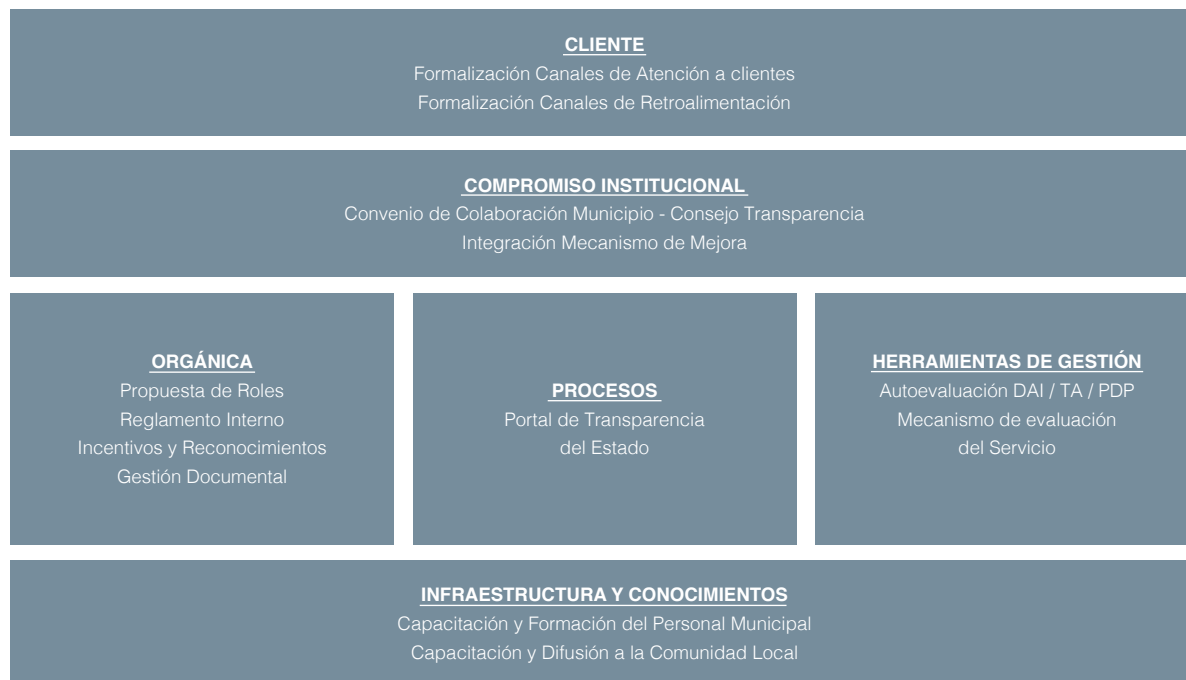 CLIENTE
Formalización Canales de Atención a clientes
Formalización Canales de Retroalimentación
COMPROMISO INSTITUCIONAL
Convenio de Colaboración Municipio - Consejo Transparencia
Integración Mecanismo de Mejora
ORGÁNICA
Propuesta de Roles
Reglamento Interno
Incentivos y Reconocimientos
Gestión Documental
PROCESOS
Portal de Transparencia
del Estado
HERRAMIENTAS DE GESTIÓN
Autoevaluación DAI / TA / PDP
Mecanismo de evaluación
del Servicio
INFRAESTRUCTURA Y CONOCIMIENTOS
Capacitación y Formación del Personal Municipal
Capacitación y Difusión a la Comunidad Local